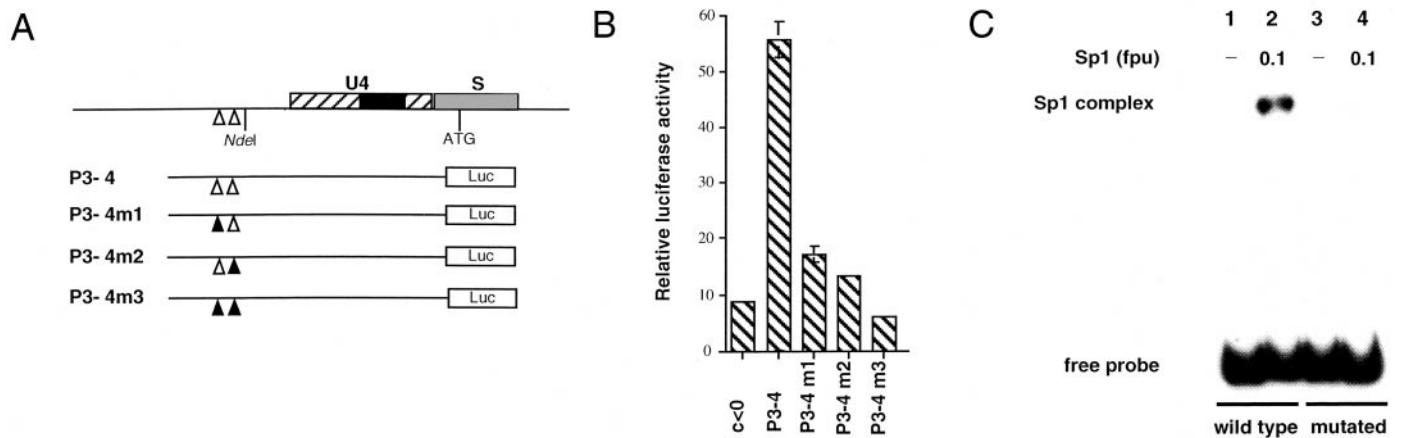 A
U4
S
NdeI
ATG
P3- 4
Luc
P3- 4m1
Luc
P3- 4m2
Luc
P3- 4m3
Luc
B
Relative luciferase activity
60
50
40
30
20
10
0
c<0
P3-4
P3-4 m1
P3-4 m2
P3-4 m3
C
1 2 3 4
Sp1 (fpu) – 0.1 – 0.1
Sp1 complex
free probe
wild type mutated